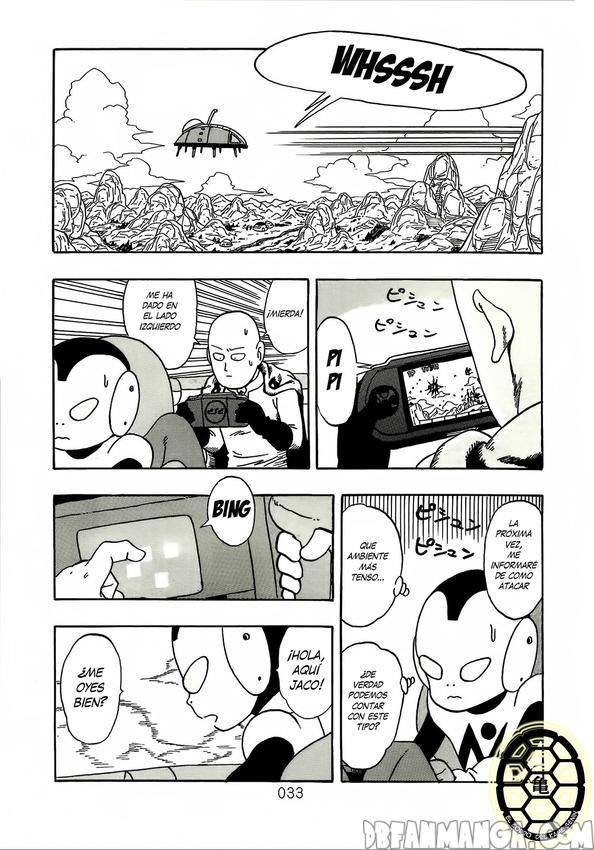 WHSSSH
ピシュン
ピシュン
PI
PI
¡MIERDA!
ME HA
DADO EN
EL LADO
IZQUIERDO
LA
PRÓXIMA
VEZ, ME
INFORMARÉ
DE COMO
ATACAR
ピシュン
ピシュン
QUE
AMBIENTE
MÁS
TENSO...
¿DE
VERDAD
PODEMOS
CONTAR
CON ESTE
TIPO?
BING
¡HOLA,
AQUÍ
JACO!
¿ME
OYES
BIEN?
033
亀
DBFANMANGA.COM